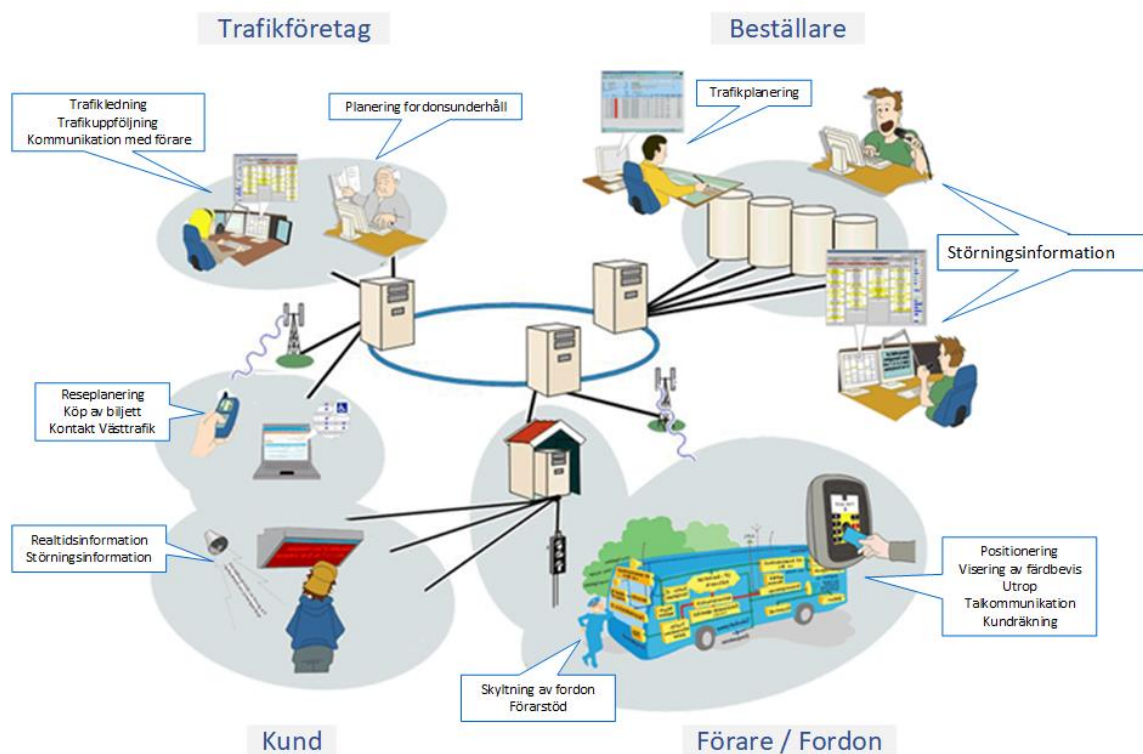 Trafikföretag
Beställare
Trafikledning
Trafikuppföljning
Kommunikation med förare
Planering fordonsunderhåll
Trafikplanering
Störningsinformation
Reseplanering
Köp av biljett
Kontakt Västtrafik
Realtidsinformation
Störningsinformation
Positionering
Visering av färdbevis
Utrop
Talkommunikation
Kundräkning
Skyltning av fordon
Förarstöd
Kund
Förare / Fordon